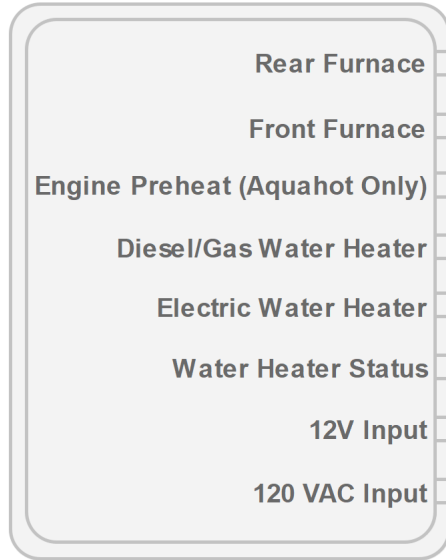 Rear Furnace
Front Furnace
Engine Preheat (Aquahot Only)
Diesel/Gas Water Heater
Electric Water Heater
Water Heater Status
12V Input
120 VAC Input